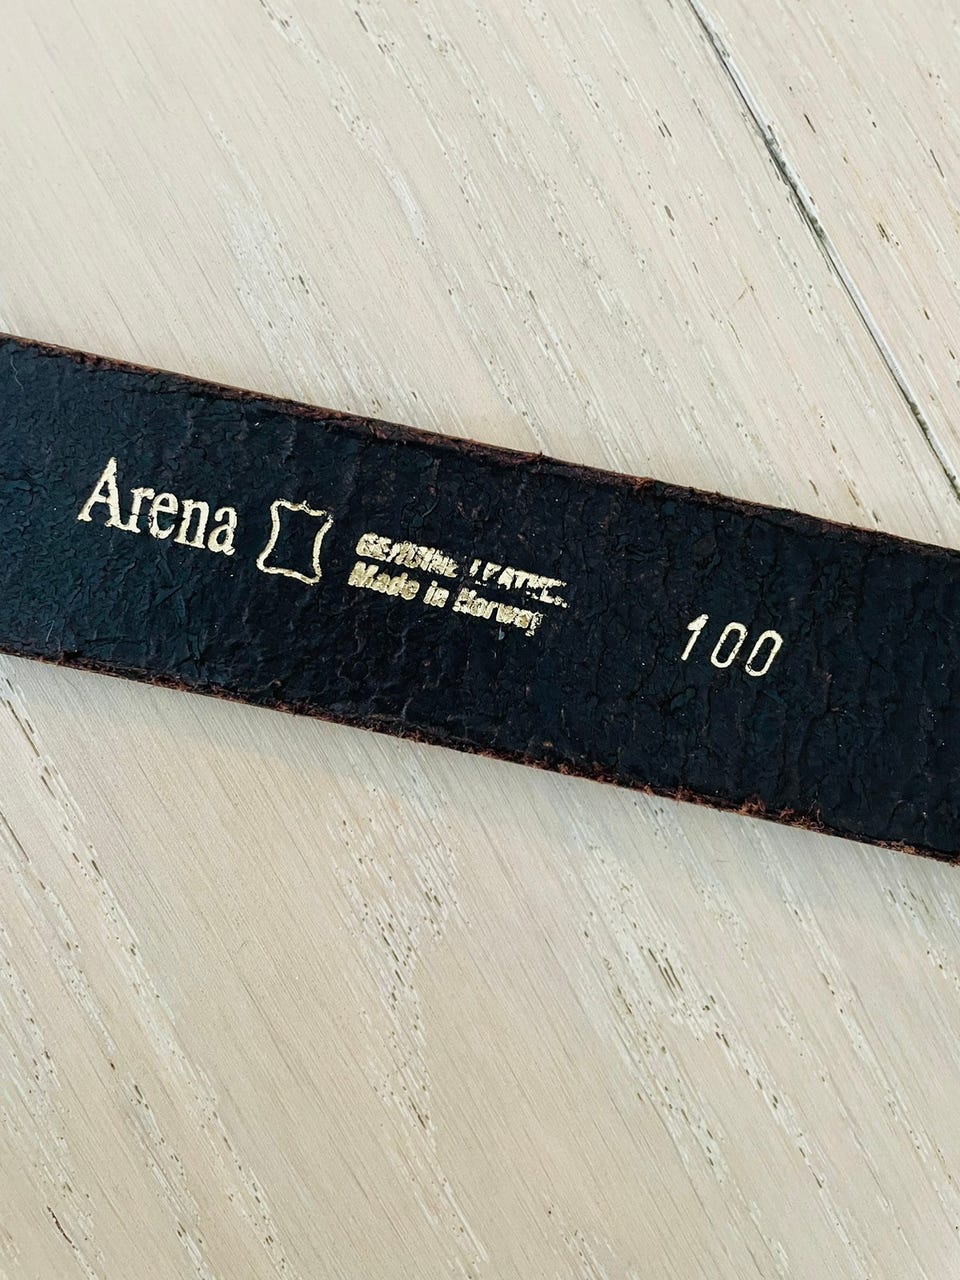 Arena
GENUINE LEATHER
Made in Norway
100